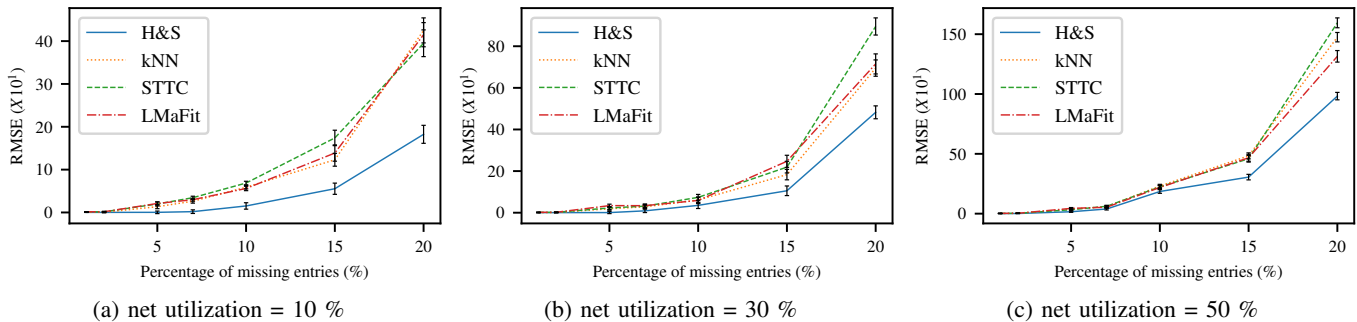 RMSE (X10¹)
40
30
20
10
0
H&S
kNN
STTC
LMaFit
5
10
15
20
Percentage of missing entries (%)
(a) net utilization = 10 %
RMSE (X10¹)
80
60
40
20
0
H&S
kNN
STTC
LMaFit
5
10
15
20
Percentage of missing entries (%)
(b) net utilization = 30 %
RMSE (X10¹)
150
100
50
0
H&S
kNN
STTC
LMaFit
5
10
15
20
Percentage of missing entries (%)
(c) net utilization = 50 %